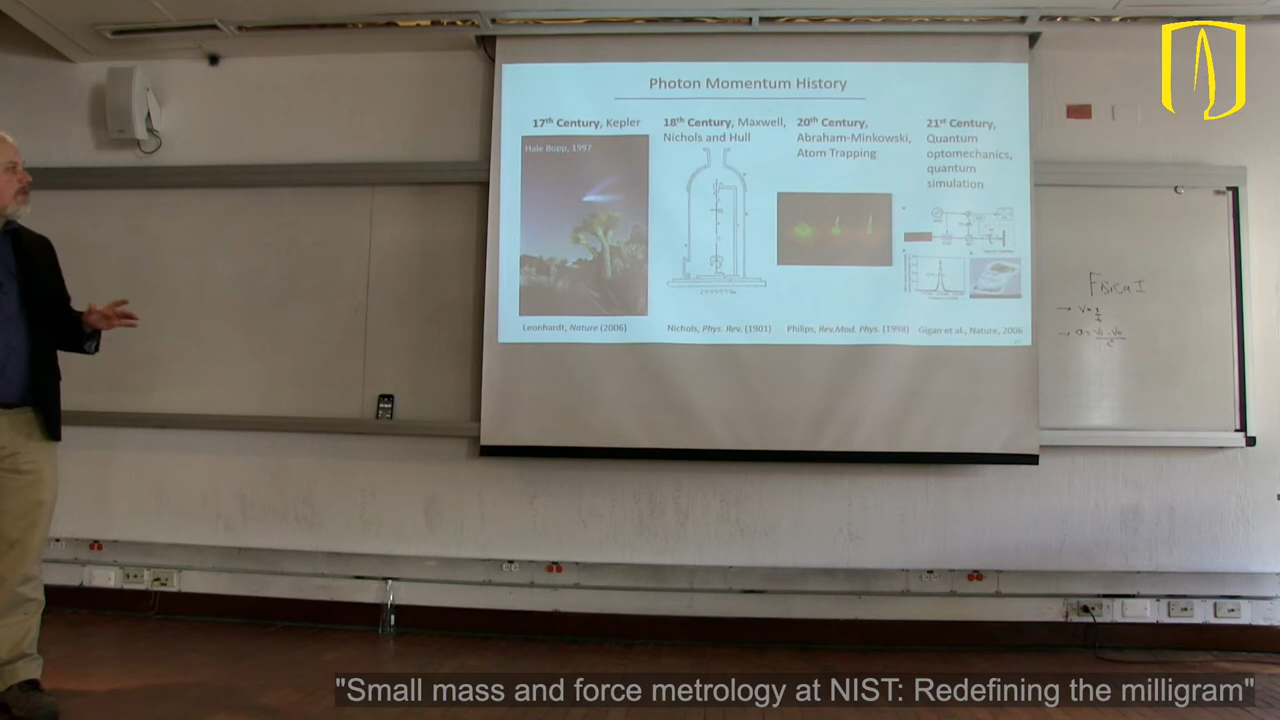 Photon Momentum History
17th Century, Kepler
Hale Bopp, 1997
Leonhardt, Nature (2006)
18th Century, Maxwell,
Nichols and Hull
Nichols, Phys. Rev. (1901)
20th Century,
Abraham-Minkowski,
Atom Trapping
Philips, Rev.Mod. Phys. (1998)
21st Century,
Quantum
optomechanics,
quantum
simulation
Gigan et al., Nature, 2006
"Small mass and force metrology at NIST: Redefining the milligram"